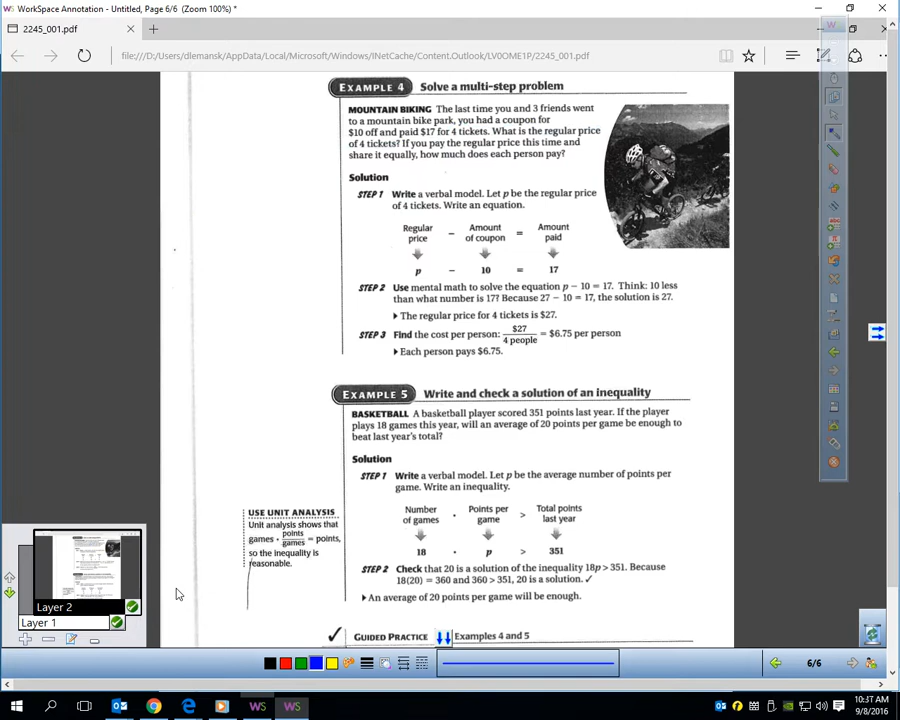 WorkSpace Annotation - Untitled, Page 6/6 (Zoom 100%) *
2245_001.pdf
file:///D:/Users/dlemansk/AppData/Local/Microsoft/Windows/INetCache/Content.Outlook/LV0OME1P/2245_001.pdf
EXAMPLE 4 Solve a multi-step problem
MOUNTAIN BIKING The last time you and 3 friends went
to a mountain bike park, you had a coupon for
$10 off and paid $17 for 4 tickets. What is the regular price
of 4 tickets? If you pay the regular price this time and
share it equally, how much does each person pay?
Solution
STEP 1 Write a verbal model. Let p be the regular price
of 4 tickets. Write an equation.
Regular Amount Amount
price − of coupon = paid
p − 10 = 17
STEP 2 Use mental math to solve the equation p − 10 = 17. Think: 10 less
than what number is 17? Because 27 − 10 = 17, the solution is 27.
The regular price for 4 tickets is $27.
STEP 3 Find the cost per person: $27 / 4 people = $6.75 per person
Each person pays $6.75.
EXAMPLE 5 Write and check a solution of an inequality
BASKETBALL A basketball player scored 351 points last year. If the player
plays 18 games this year, will an average of 20 points per game be enough to
beat last year's total?
Solution
STEP 1 Write a verbal model. Let p be the average number of points per
game. Write an inequality.
Number Points per Total points
of games · game > last year
18 · p > 351
USE UNIT ANALYSIS
Unit analysis shows that
games · points / games = points,
so the inequality is
reasonable.
STEP 2 Check that 20 is a solution of the inequality 18p > 351. Because
18(20) = 360 and 360 > 351, 20 is a solution. ✓
An average of 20 points per game will be enough.
✓ GUIDED PRACTICE Examples 4 and 5
Layer 2
Layer 1
6/6
10:37 AM
9/8/2016